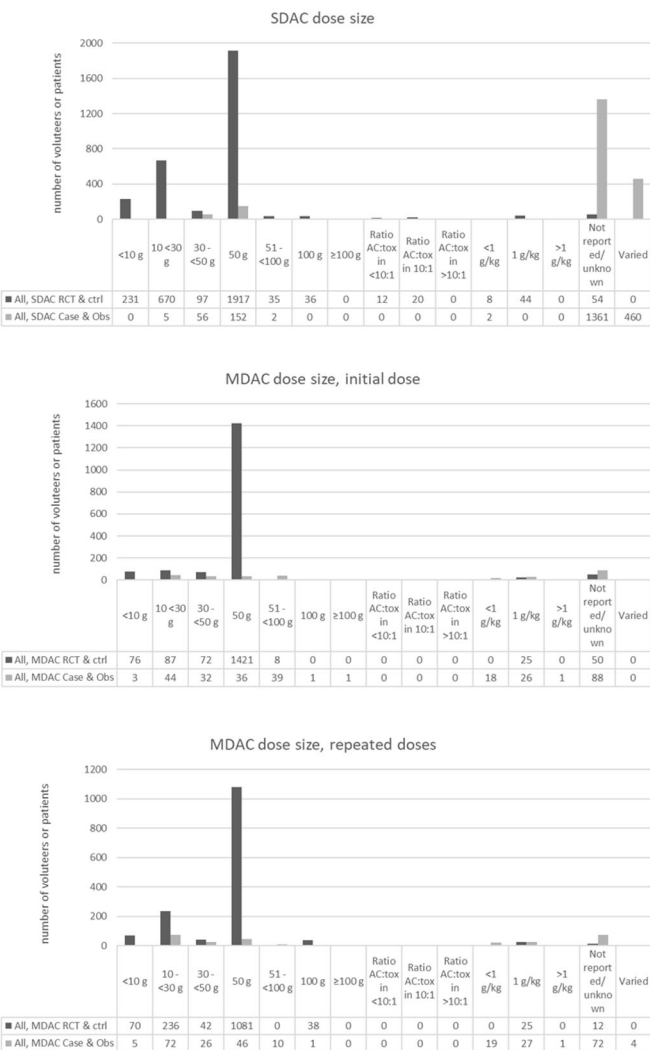 SDAC dose size
number of voluteers or patients
2000
1600
1200
800
400
0
<10 g 10 <30 g 30 - <50 g 50 g 51 - <100 g 100 g ≥100g Ratio AC:tox in <10:1 Ratio AC:tox in 10:1 Ratio AC:tox in >10:1 <1 g/kg 1 g/kg >1 g/kg Not report ed/ unkno wn Varied
All, SDAC RCT & ctrl 231 670 97 1917 35 36 0 12 20 0 8 44 0 54 0
All, SDAC Case & Obs 0 5 56 152 2 0 0 0 0 0 2 0 0 1361 460
MDAC dose size, initial dose
number of voluteers or patients
1600
1400
1200
1000
800
600
400
200
0
<10 g 10 <30 g 30 - <50 g 50 g 51 - <100 g 100 g ≥100 g Ratio AC:tox in <10:1 Ratio AC:tox in 10:1 Ratio AC:tox in >10:1 <1 g/kg 1 g/kg >1 g/kg Not report ed/ unkno wn Varied
All, MDAC RCT & ctrl 76 87 72 1421 8 0 0 0 0 0 0 25 0 50 0
All, MDAC Case & Obs 3 44 32 36 39 1 1 0 0 0 18 26 1 88 0
MDAC dose size, repeated doses
number of voluteers or patients
1200
1000
800
600
400
200
0
<10 g 10 - <30 g 30 - <50 g 50 g 51 - <100 g 100 g ≥100g Ratio AC:tox in <10:1 Ratio AC:tox in 10:1 Ratio AC:tox in >10:1 <1 g/kg 1 g/kg >1 g/kg Not report ed/ unkno wn Varied
All, MDAC RCT & ctrl 70 236 42 1081 0 38 0 0 0 0 0 25 0 12 0
All, MDAC Case & Obs 5 72 26 46 10 1 0 0 0 0 19 27 1 72 4